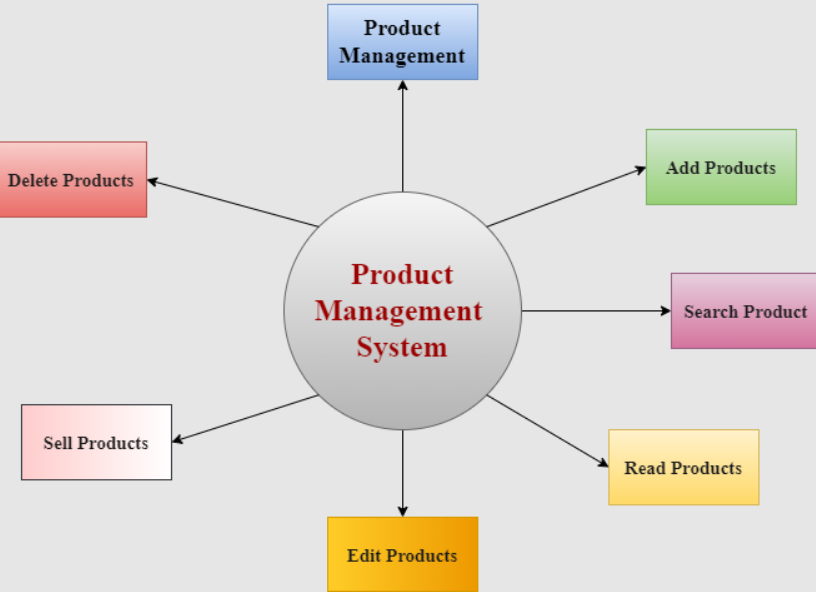 Product
Management
Add Products
Delete Products
Product
Management
System
Search Product
Sell Products
Read Products
Edit Products